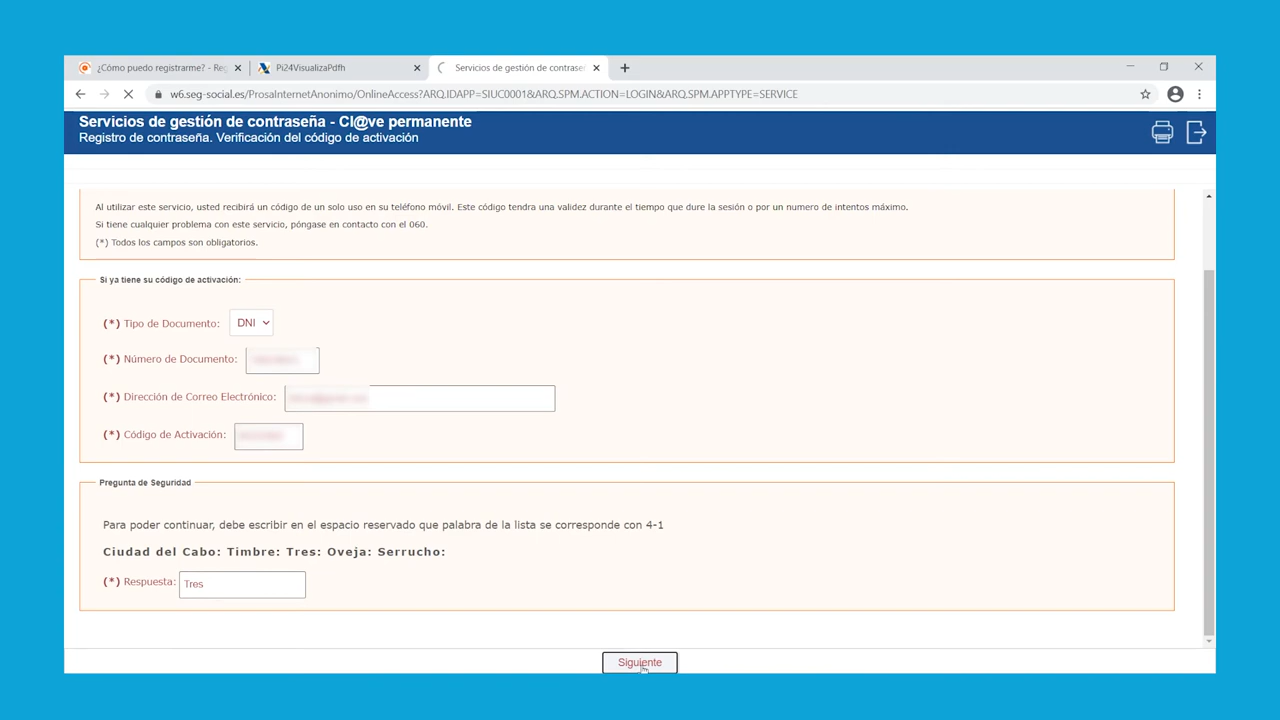 ¿Cómo puedo registrarme? - Re
Pi24VisualizaPdfh
Servicios de gestión de contrase
w6.seg-social.es/ProsaInternetAnonimo/OnlineAccess?ARQ.IDAPP=SIUC0001&ARQ.SPM.ACTION=LOGIN&ARQ.SPM.APPTYPE=SERVICE
Servicios de gestión de contraseña - Cl@ve permanente
Registro de contraseña. Verificación del código de activación
Al utilizar este servicio, usted recibirá un código de un solo uso en su teléfono móvil. Este código tendra una validez durante el tiempo que dure la sesión o por un numero de intentos máximo.
Si tiene cualquier problema con este servicio, póngase en contacto con el 060.
(*) Todos los campos son obligatorios.
Si ya tiene su código de activación:
(*) Tipo de Documento: DNI
(*) Número de Documento:
(*) Dirección de Correo Electrónico:
(*) Código de Activación:
Pregunta de Seguridad
Para poder continuar, debe escribir en el espacio reservado que palabra de la lista se corresponde con 4-1
Ciudad del Cabo: Timbre: Tres: Oveja: Serrucho:
(*) Respuesta: Tres
Siguiente